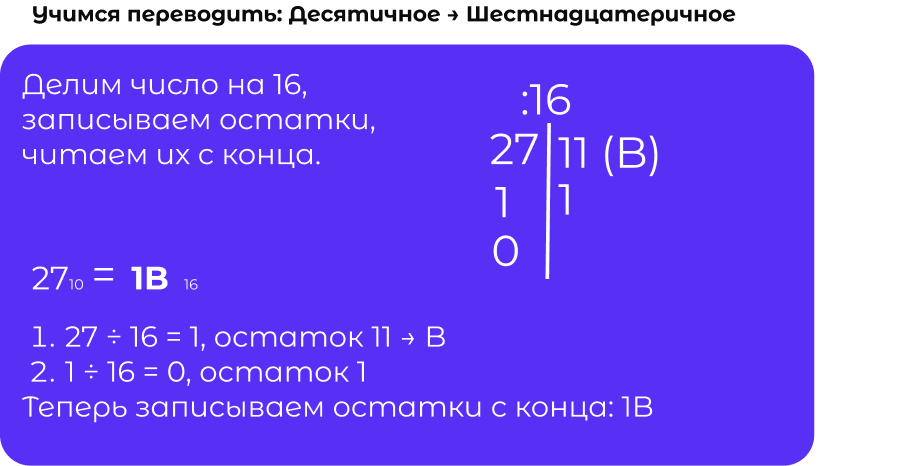 Учимся переводить: Десятичное → Шестнадцатеричное
Делим число на 16,
записываем остатки,
читаем их с конца.
:16
27 11 (B)
1 1
0
27₁₀ = 1B ₁₆
1. 27 ÷ 16 = 1, остаток 11 → B
2. 1 ÷ 16 = 0, остаток 1
Теперь записываем остатки с конца: 1B